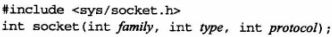 #include <sys/socket.h>
int socket(int family, int type, int protocol);